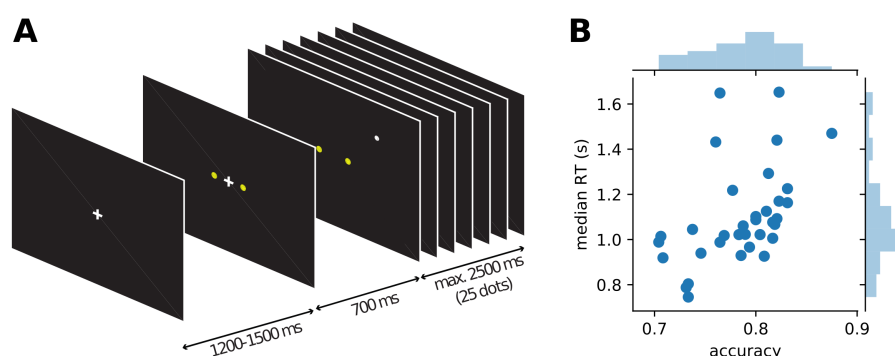 A
1200-1500 ms
700 ms
max. 2500 ms
(25 dots)
B
median RT (s)
1.6
1.4
1.2
1.0
0.8
0.7
0.8
0.9
accuracy